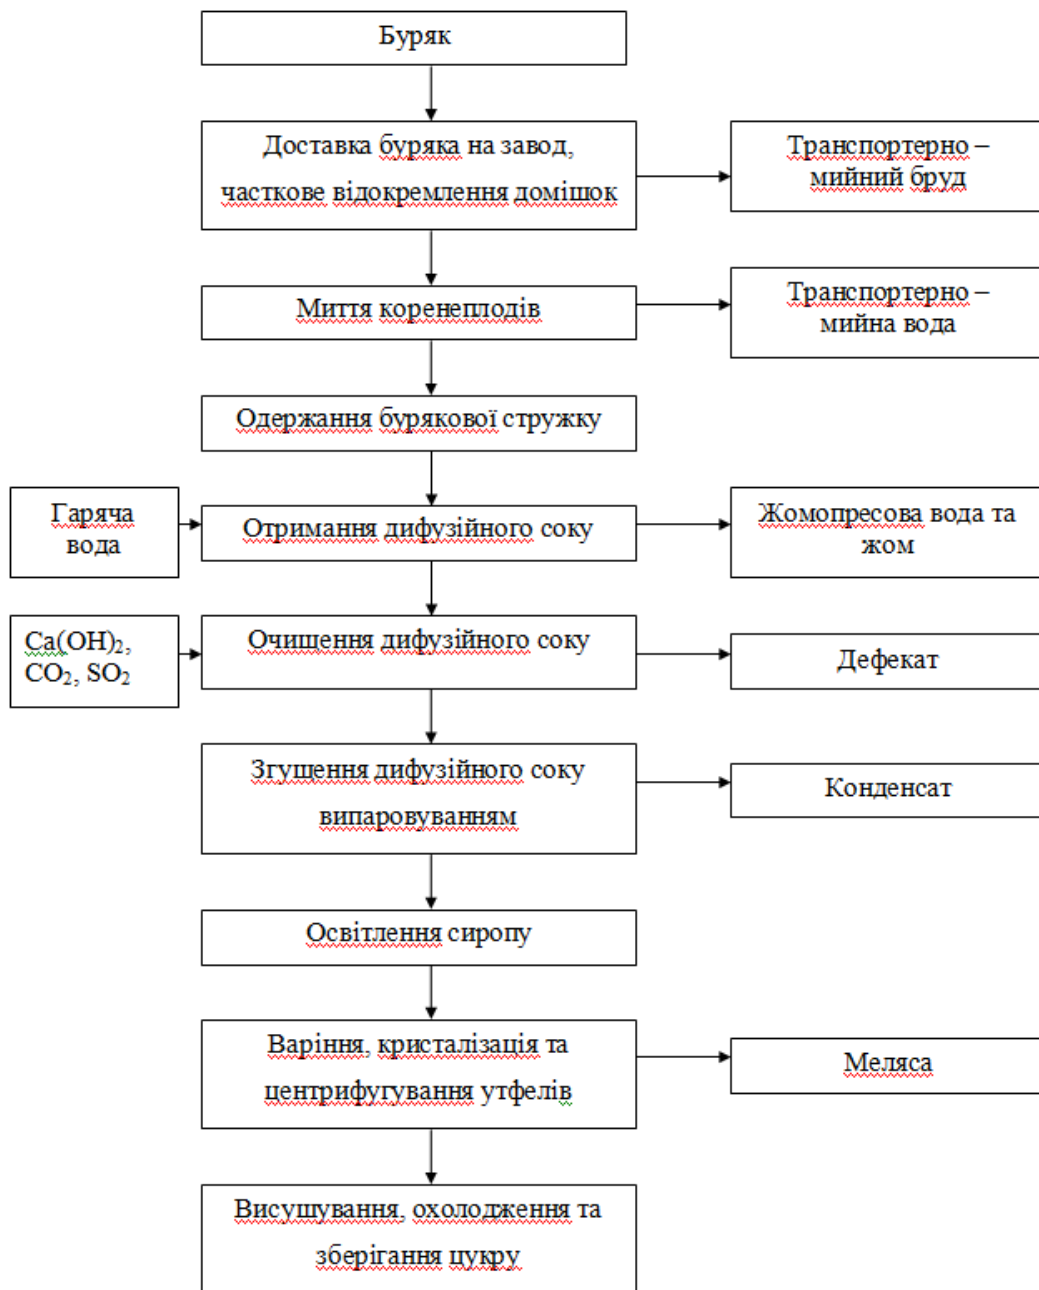 Буряк
Доставка буряка на завод,
часткове відокремлення домішок
Транспортерно –
мийний бруд
Миття коренеплодів
Транспортерно –
мийна вода
Одержання бурякової стружку
Гаряча
вода
Отримання дифузійного соку
Жомопресова вода та
жом
Ca(OH)₂,
CO₂, SO₂
Очищення дифузійного соку
Дефекат
Згущення дифузійного соку
випаровуванням
Конденсат
Освітлення сиропу
Варіння, кристалізація та
центрифугування утфелів
Меляса
Висушування, охолодження та
зберігання цукру